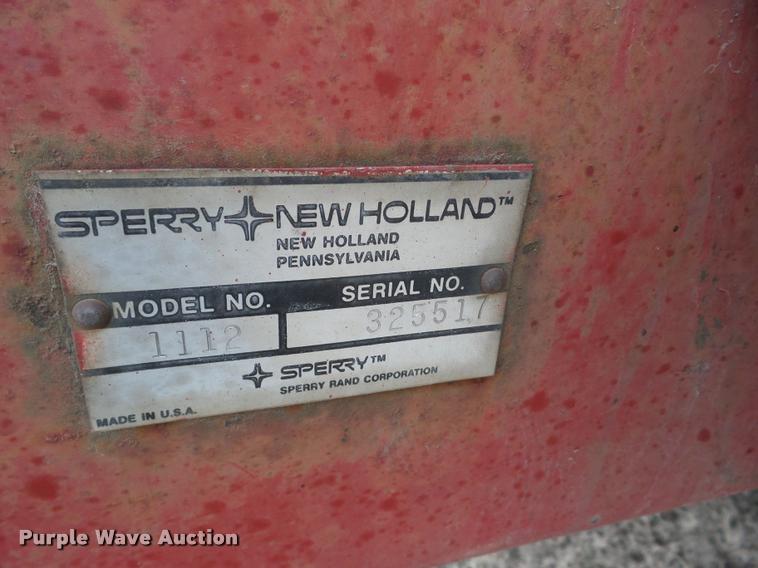 SPERRY NEW HOLLAND™
NEW HOLLAND
PENNSYLVANIA
MODEL NO. SERIAL NO.
1112 325517
SPERRY™
SPERRY RAND CORPORATION
MADE IN U.S.A.
Purple Wave Auction